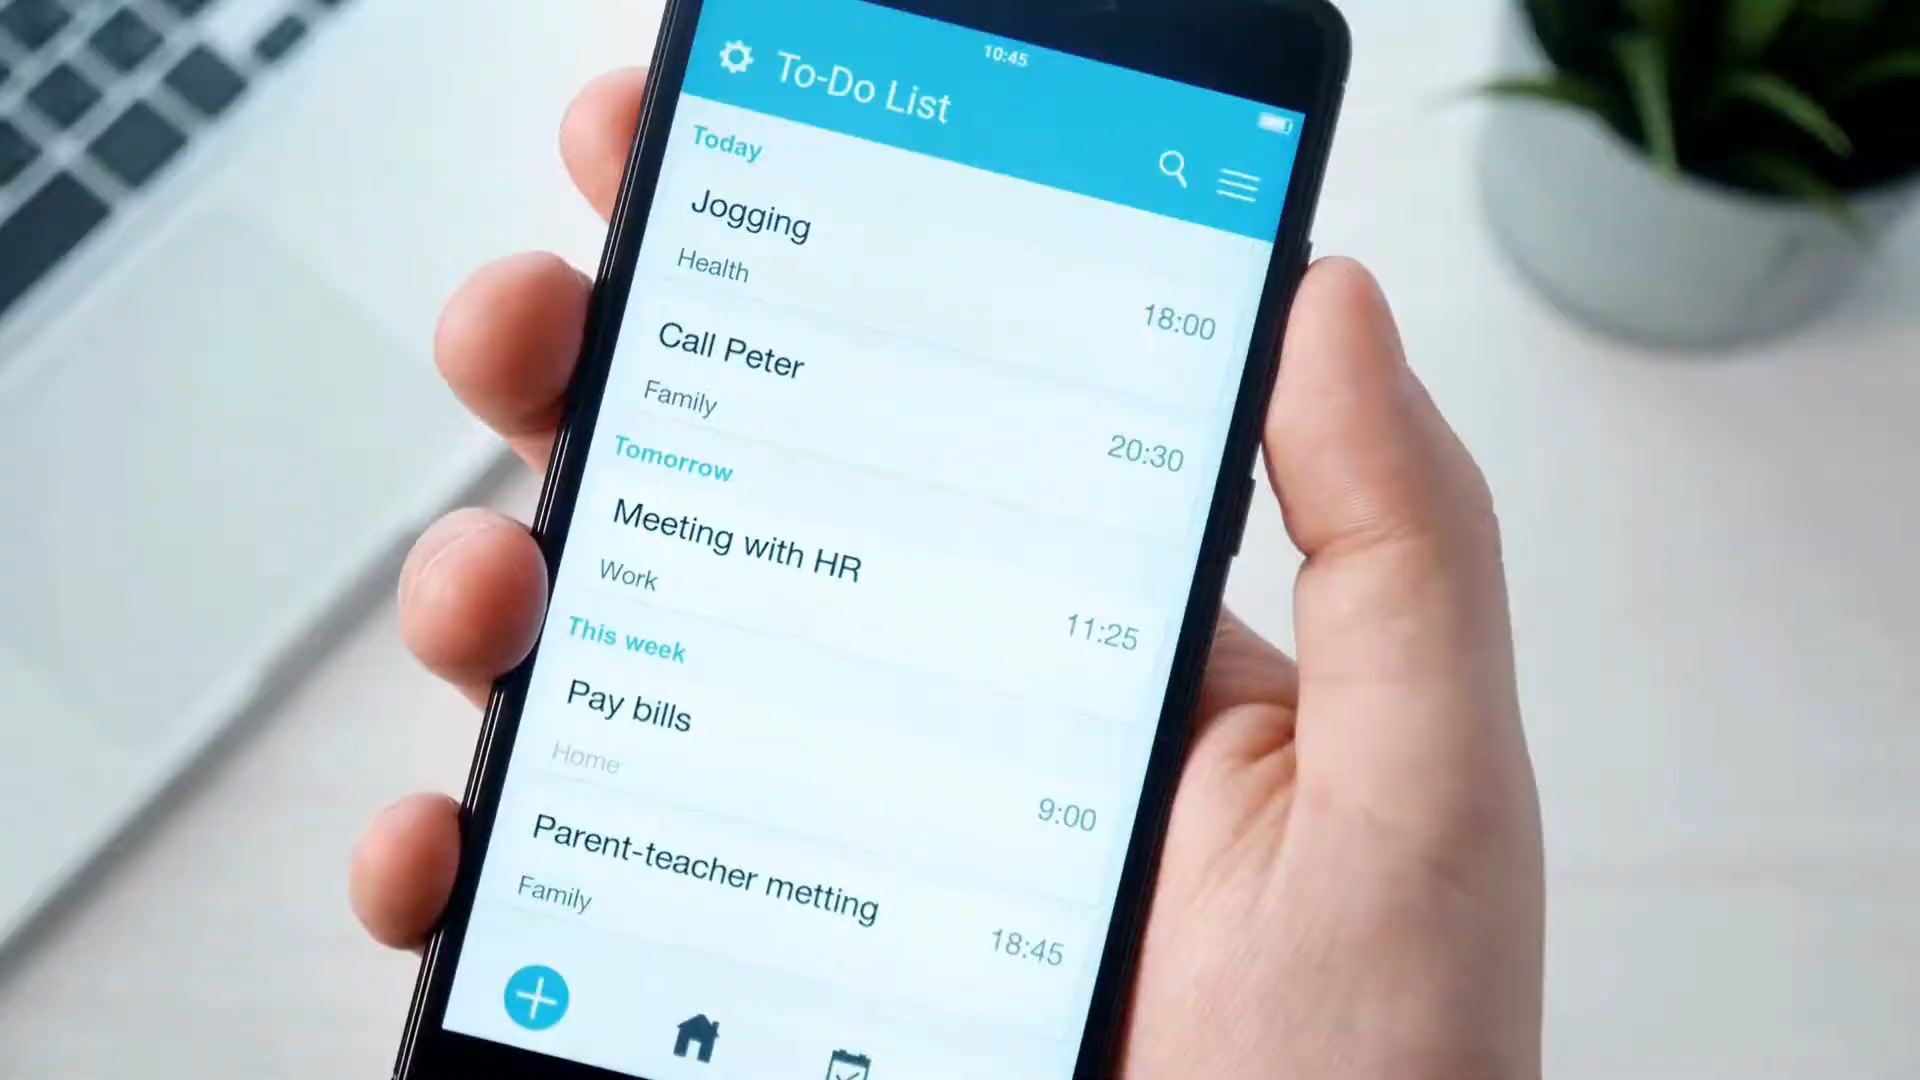 10:45
To-Do List
Today
Jogging
Health
18:00
Call Peter
Family
20:30
Tomorrow
Meeting with HR
Work
11:25
This week
Pay bills
Home
9:00
Parent-teacher metting
Family
18:45